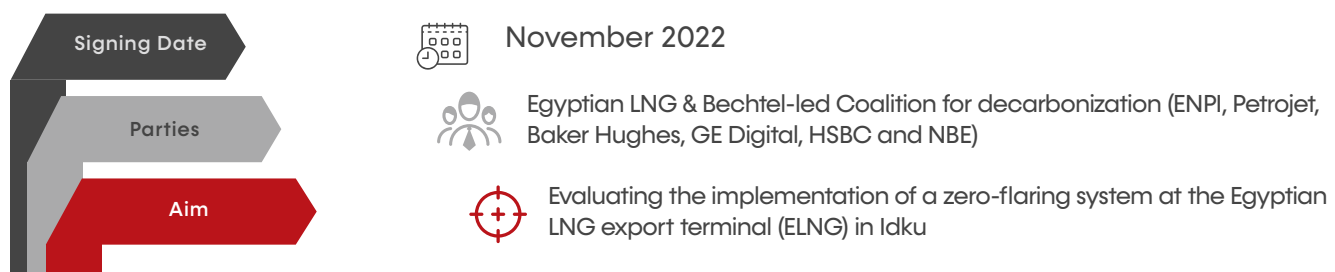 Signing Date
November 2022
Parties
Egyptian LNG & Bechtel-led Coalition for decarbonization (ENPI, Petrojet,
Baker Hughes, GE Digital, HSBC and NBE)
Aim
Evaluating the implementation of a zero-flaring system at the Egyptian
LNG export terminal (ELNG) in Idku